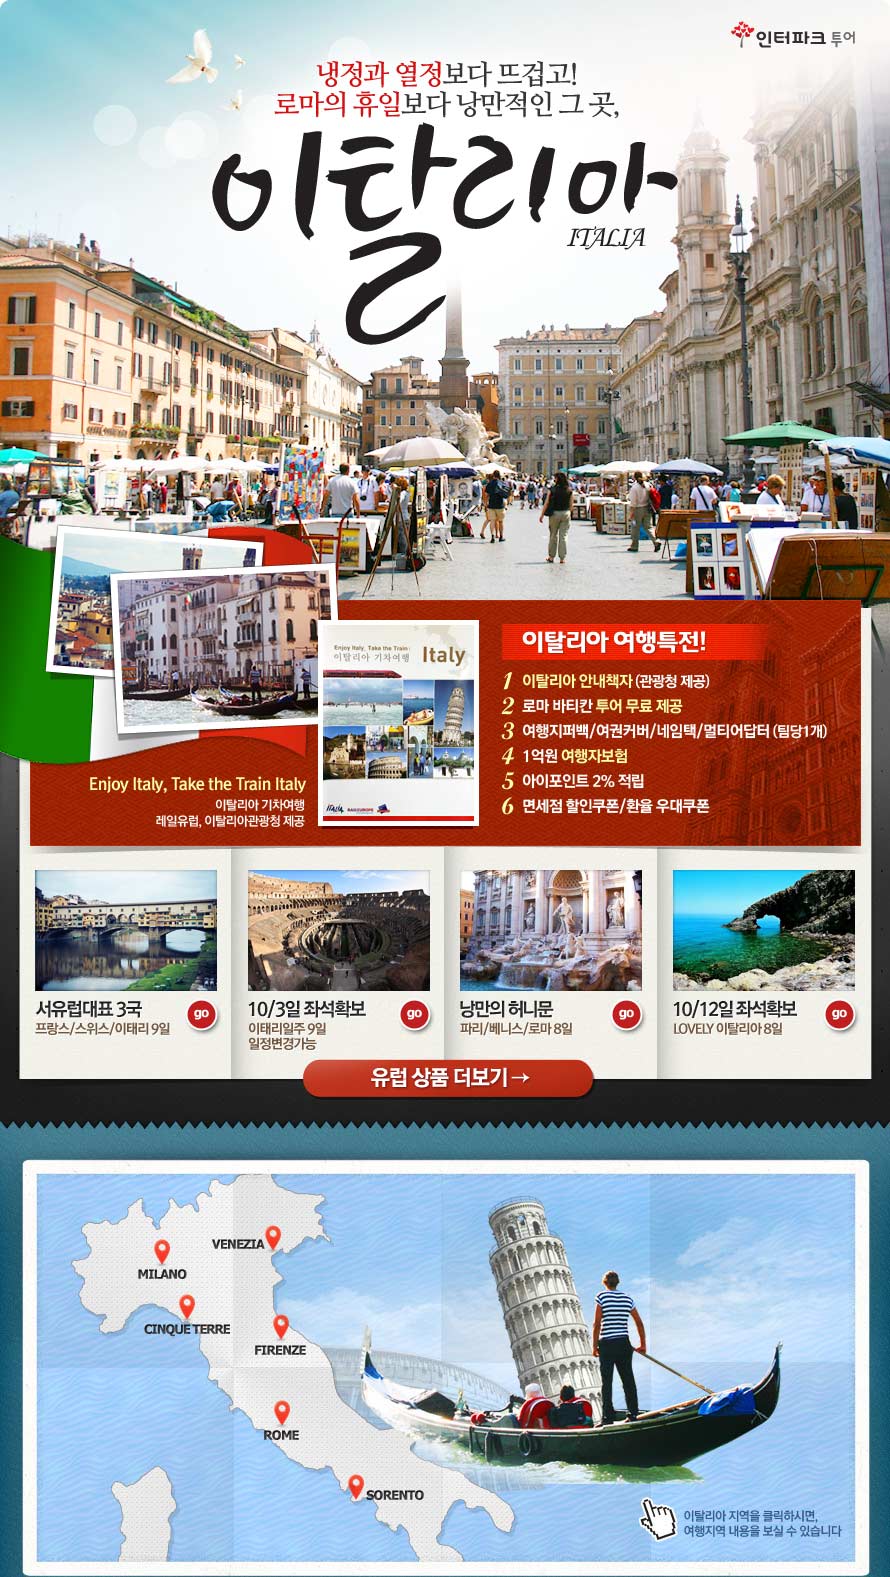 인터파크 투어
냉정과 열정보다 뜨겁고!
로마의 휴일보다 낭만적인 그 곳,
이탈리아
ITALIA
Enjoy Italy, Take the Train!
이탈리아 기차여행
Italy
ITALIA
RAILEUROPE
이탈리아 여행특전!
1 이탈리아 안내책자 (관광청 제공)
2 로마 바티칸 투어 무료 제공
3 여행지퍼백/여권커버/네임택/멀티어답터 (팀당1개)
4 1억원 여행자보험
5 아이포인트 2% 적립
6 면세점 할인쿠폰/환율 우대쿠폰
Enjoy Italy, Take the Train Italy
이탈리아 기차여행
레일유럽, 이탈리아관광청 제공
서유럽대표 3국
프랑스/스위스/이태리 9일
go
10/3일 좌석확보
이태리일주 9일
일정변경가능
go
낭만의 허니문
파리/베니스/로마 8일
go
10/12일 좌석확보
LOVELY 이탈리아 8일
go
유럽 상품 더보기→
VENEZIA
MILANO
CINQUE TERRE
FIRENZE
ROME
SORENTO
이탈리아 지역을 클릭하시면,
여행지역 내용을 보실 수 있습니다